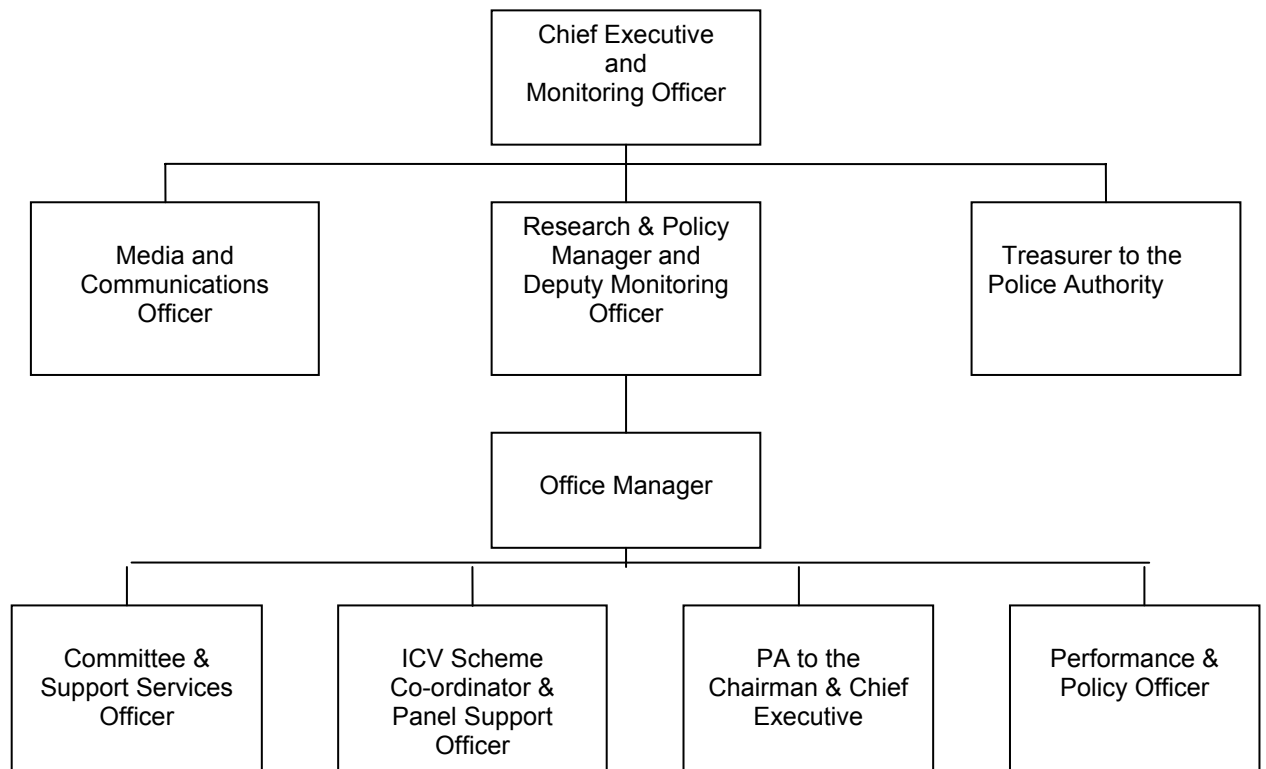 Chief Executive
and
Monitoring Officer
Media and
Communications
Officer
Research & Policy
Manager and
Deputy Monitoring
Officer
Treasurer to the
Police Authority
Office Manager
Committee &
Support Services
Officer
ICV Scheme
Co-ordinator &
Panel Support
Officer
PA to the
Chairman & Chief
Executive
Performance &
Policy Officer